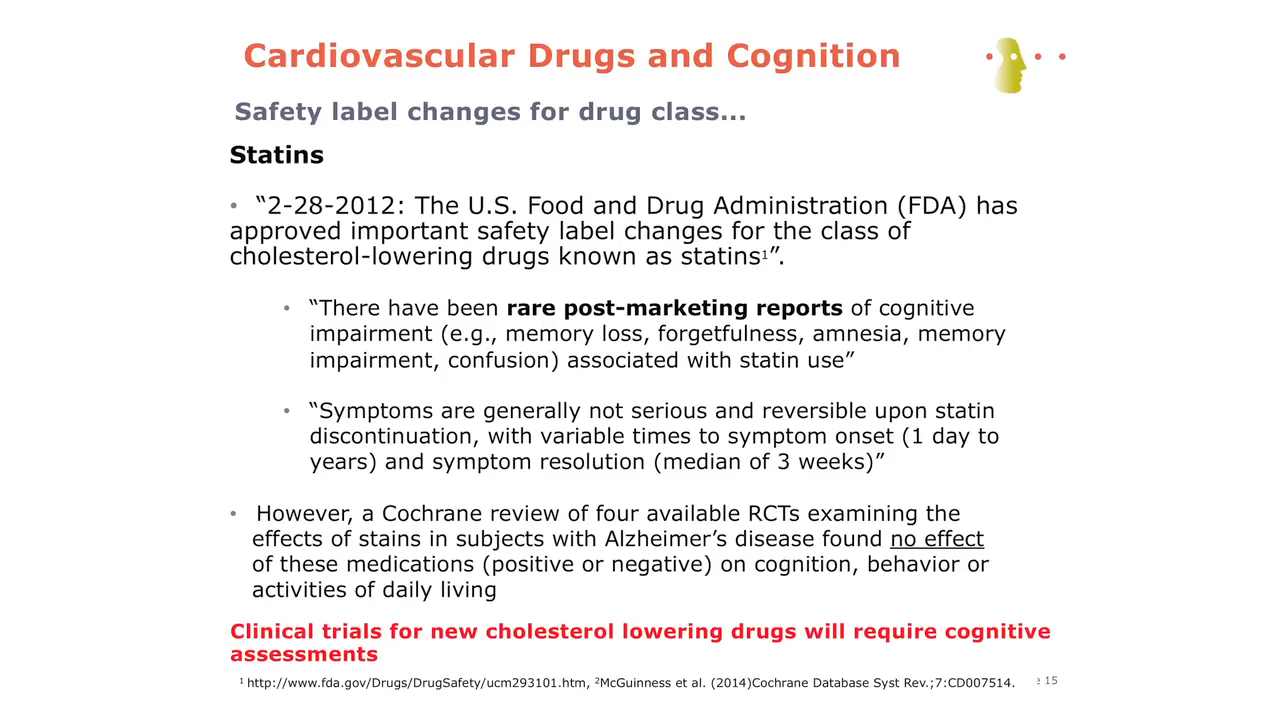 Cardiovascular Drugs and Cognition
Safety label changes for drug class...
Statins
• “2-28-2012: The U.S. Food and Drug Administration (FDA) has
approved important safety label changes for the class of
cholesterol-lowering drugs known as statins¹”.
• “There have been rare post-marketing reports of cognitive
impairment (e.g., memory loss, forgetfulness, amnesia, memory
impairment, confusion) associated with statin use”
• “Symptoms are generally not serious and reversible upon statin
discontinuation, with variable times to symptom onset (1 day to
years) and symptom resolution (median of 3 weeks)”
• However, a Cochrane review of four available RCTs examining the
effects of stains in subjects with Alzheimer’s disease found no effect
of these medications (positive or negative) on cognition, behavior or
activities of daily living
Clinical trials for new cholesterol lowering drugs will require cognitive
assessments
¹ http://www.fda.gov/Drugs/DrugSafety/ucm293101.htm, ²McGuinness et al. (2014)Cochrane Database Syst Rev.;7:CD007514. 15